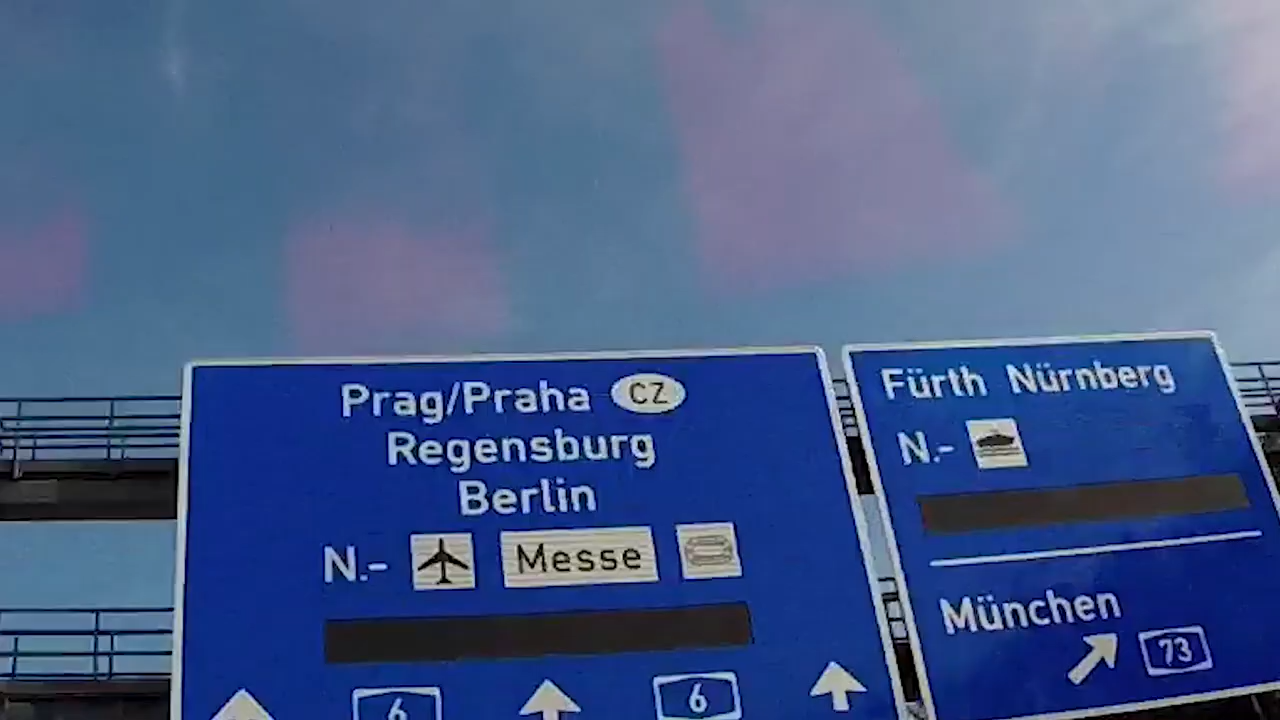 Prag/Praha CZ
Regensburg
Berlin
N.- Messe
6 6
Fürth Nürnberg
N.-
München
73